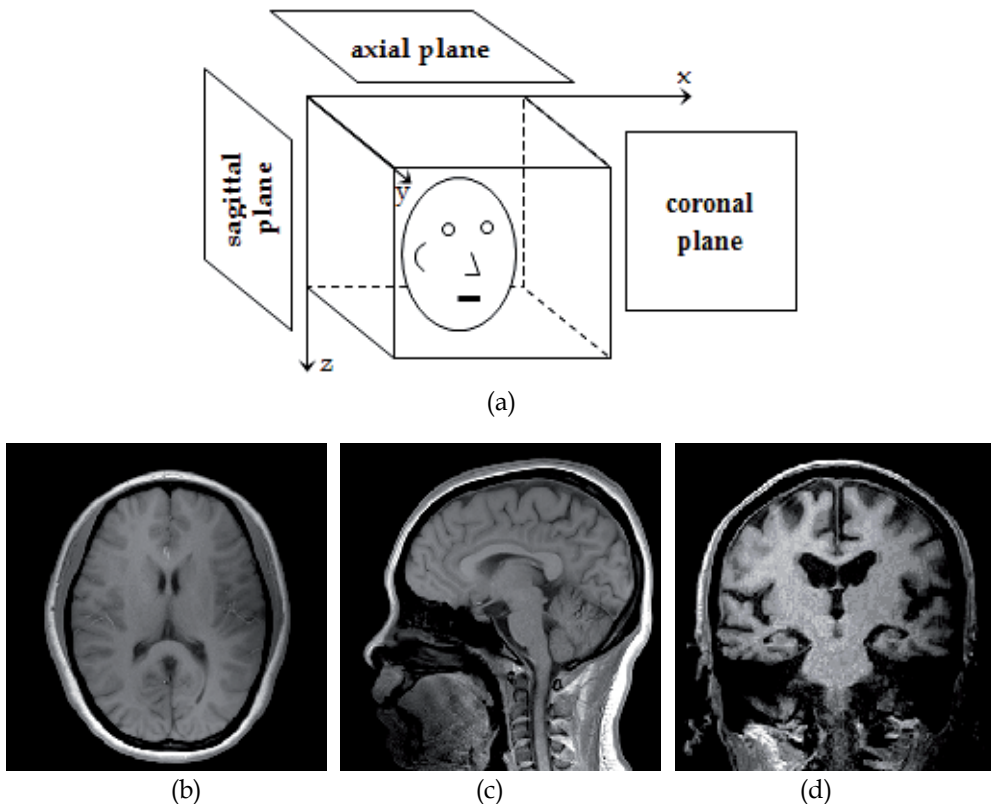 axial plane
x
sagittal
plane
y
coronal
plane
z
(a)
(b)
(c)
(d)